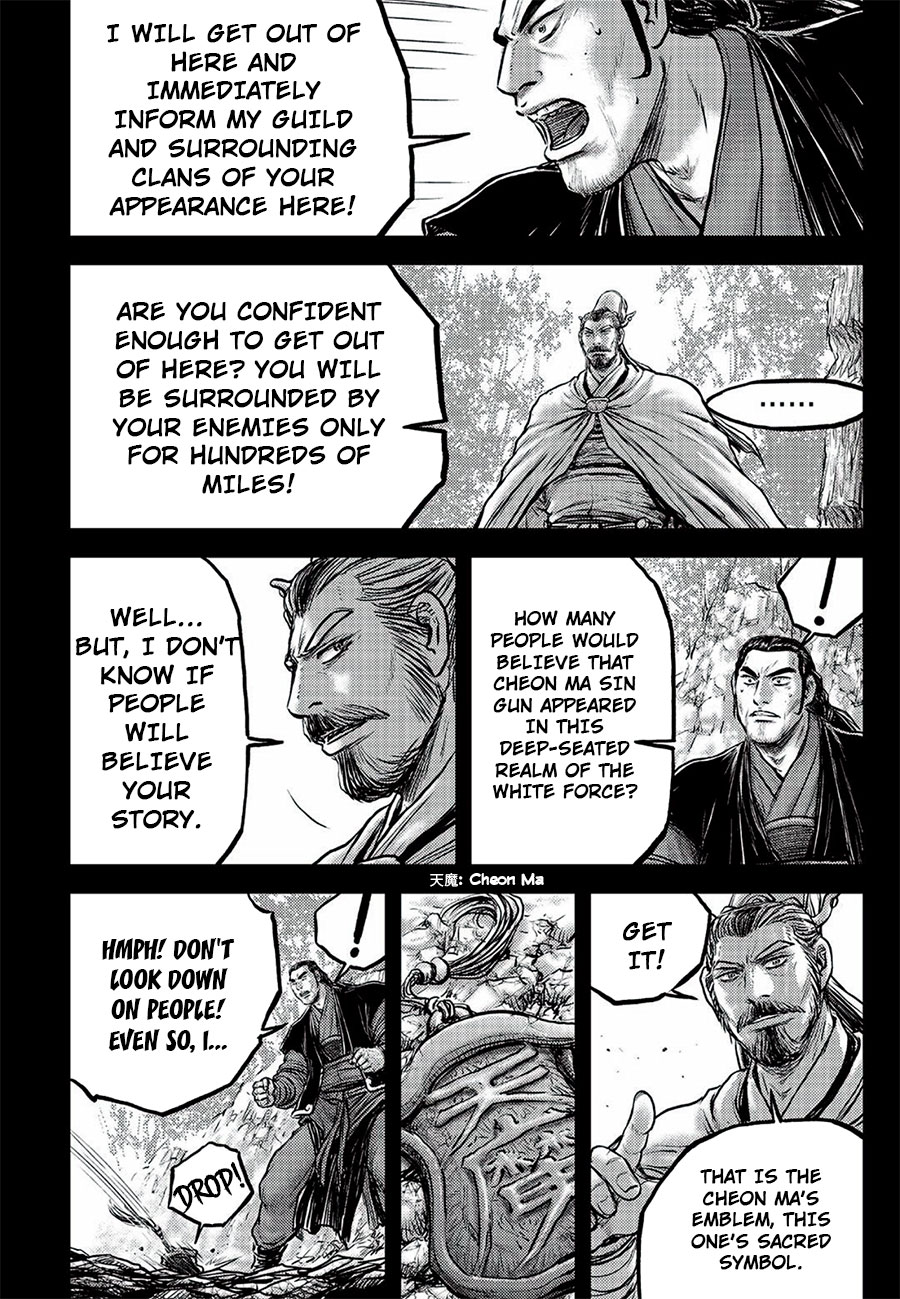 I WILL GET OUT OF
HERE AND
IMMEDIATELY
INFORM MY GUILD
AND SURROUNDING
CLANS OF YOUR
APPEARANCE HERE!
ARE YOU CONFIDENT
ENOUGH TO GET OUT
OF HERE? YOU WILL
BE SURROUNDED BY
YOUR ENEMIES ONLY
FOR HUNDREDS OF
MILES!
......
WELL...
BUT, I DON'T
KNOW IF
PEOPLE
WILL
BELIEVE
YOUR
STORY.
HOW MANY
PEOPLE WOULD
BELIEVE THAT
CHEON MA SIN
GUN APPEARED
IN THIS
DEEP-SEATED
REALM OF THE
WHITE FORCE?
!
天魔: Cheon Ma
HMPH! DON'T
LOOK DOWN
ON PEOPLE!
EVEN SO, I...
!
DROP!
天
魔
GET
IT!
THAT IS THE
CHEON MA'S
EMBLEM, THIS
ONE'S SACRED
SYMBOL.